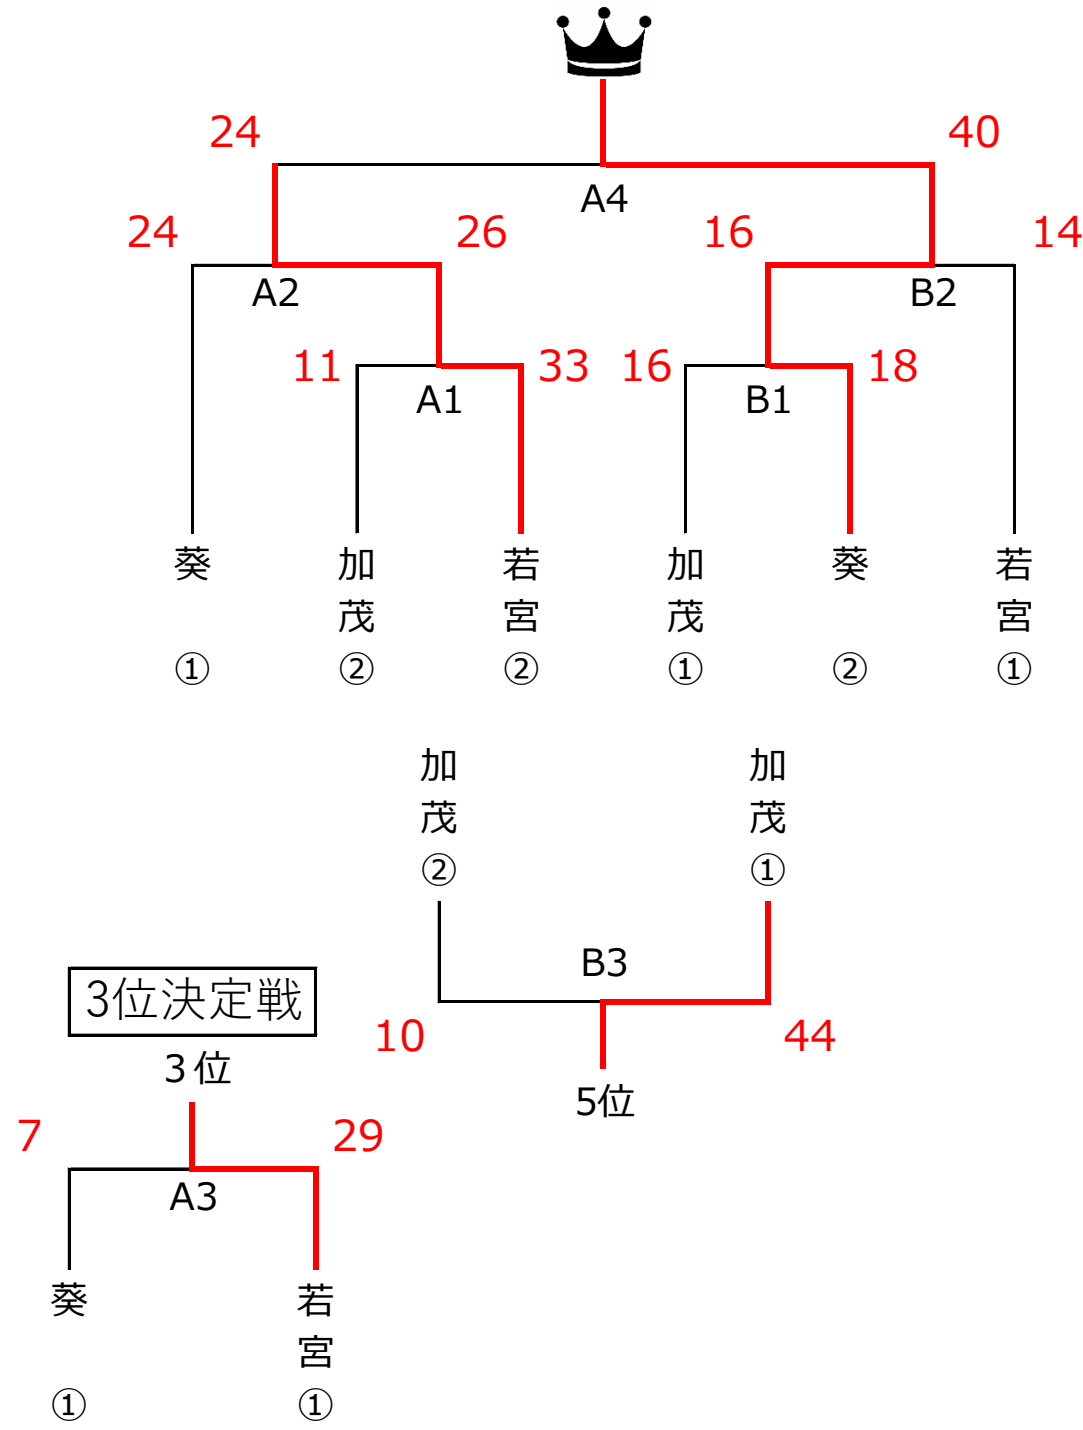 24 40
A4
24 26 16 14
A2 B2
11 33 16 18
A1 B1
葵① 加茂② 若宮② 加茂① 葵② 若宮①
加茂② 加茂①
B3
10 44
5位
3位決定戦
3位
7 29
A3
葵① 若宮①